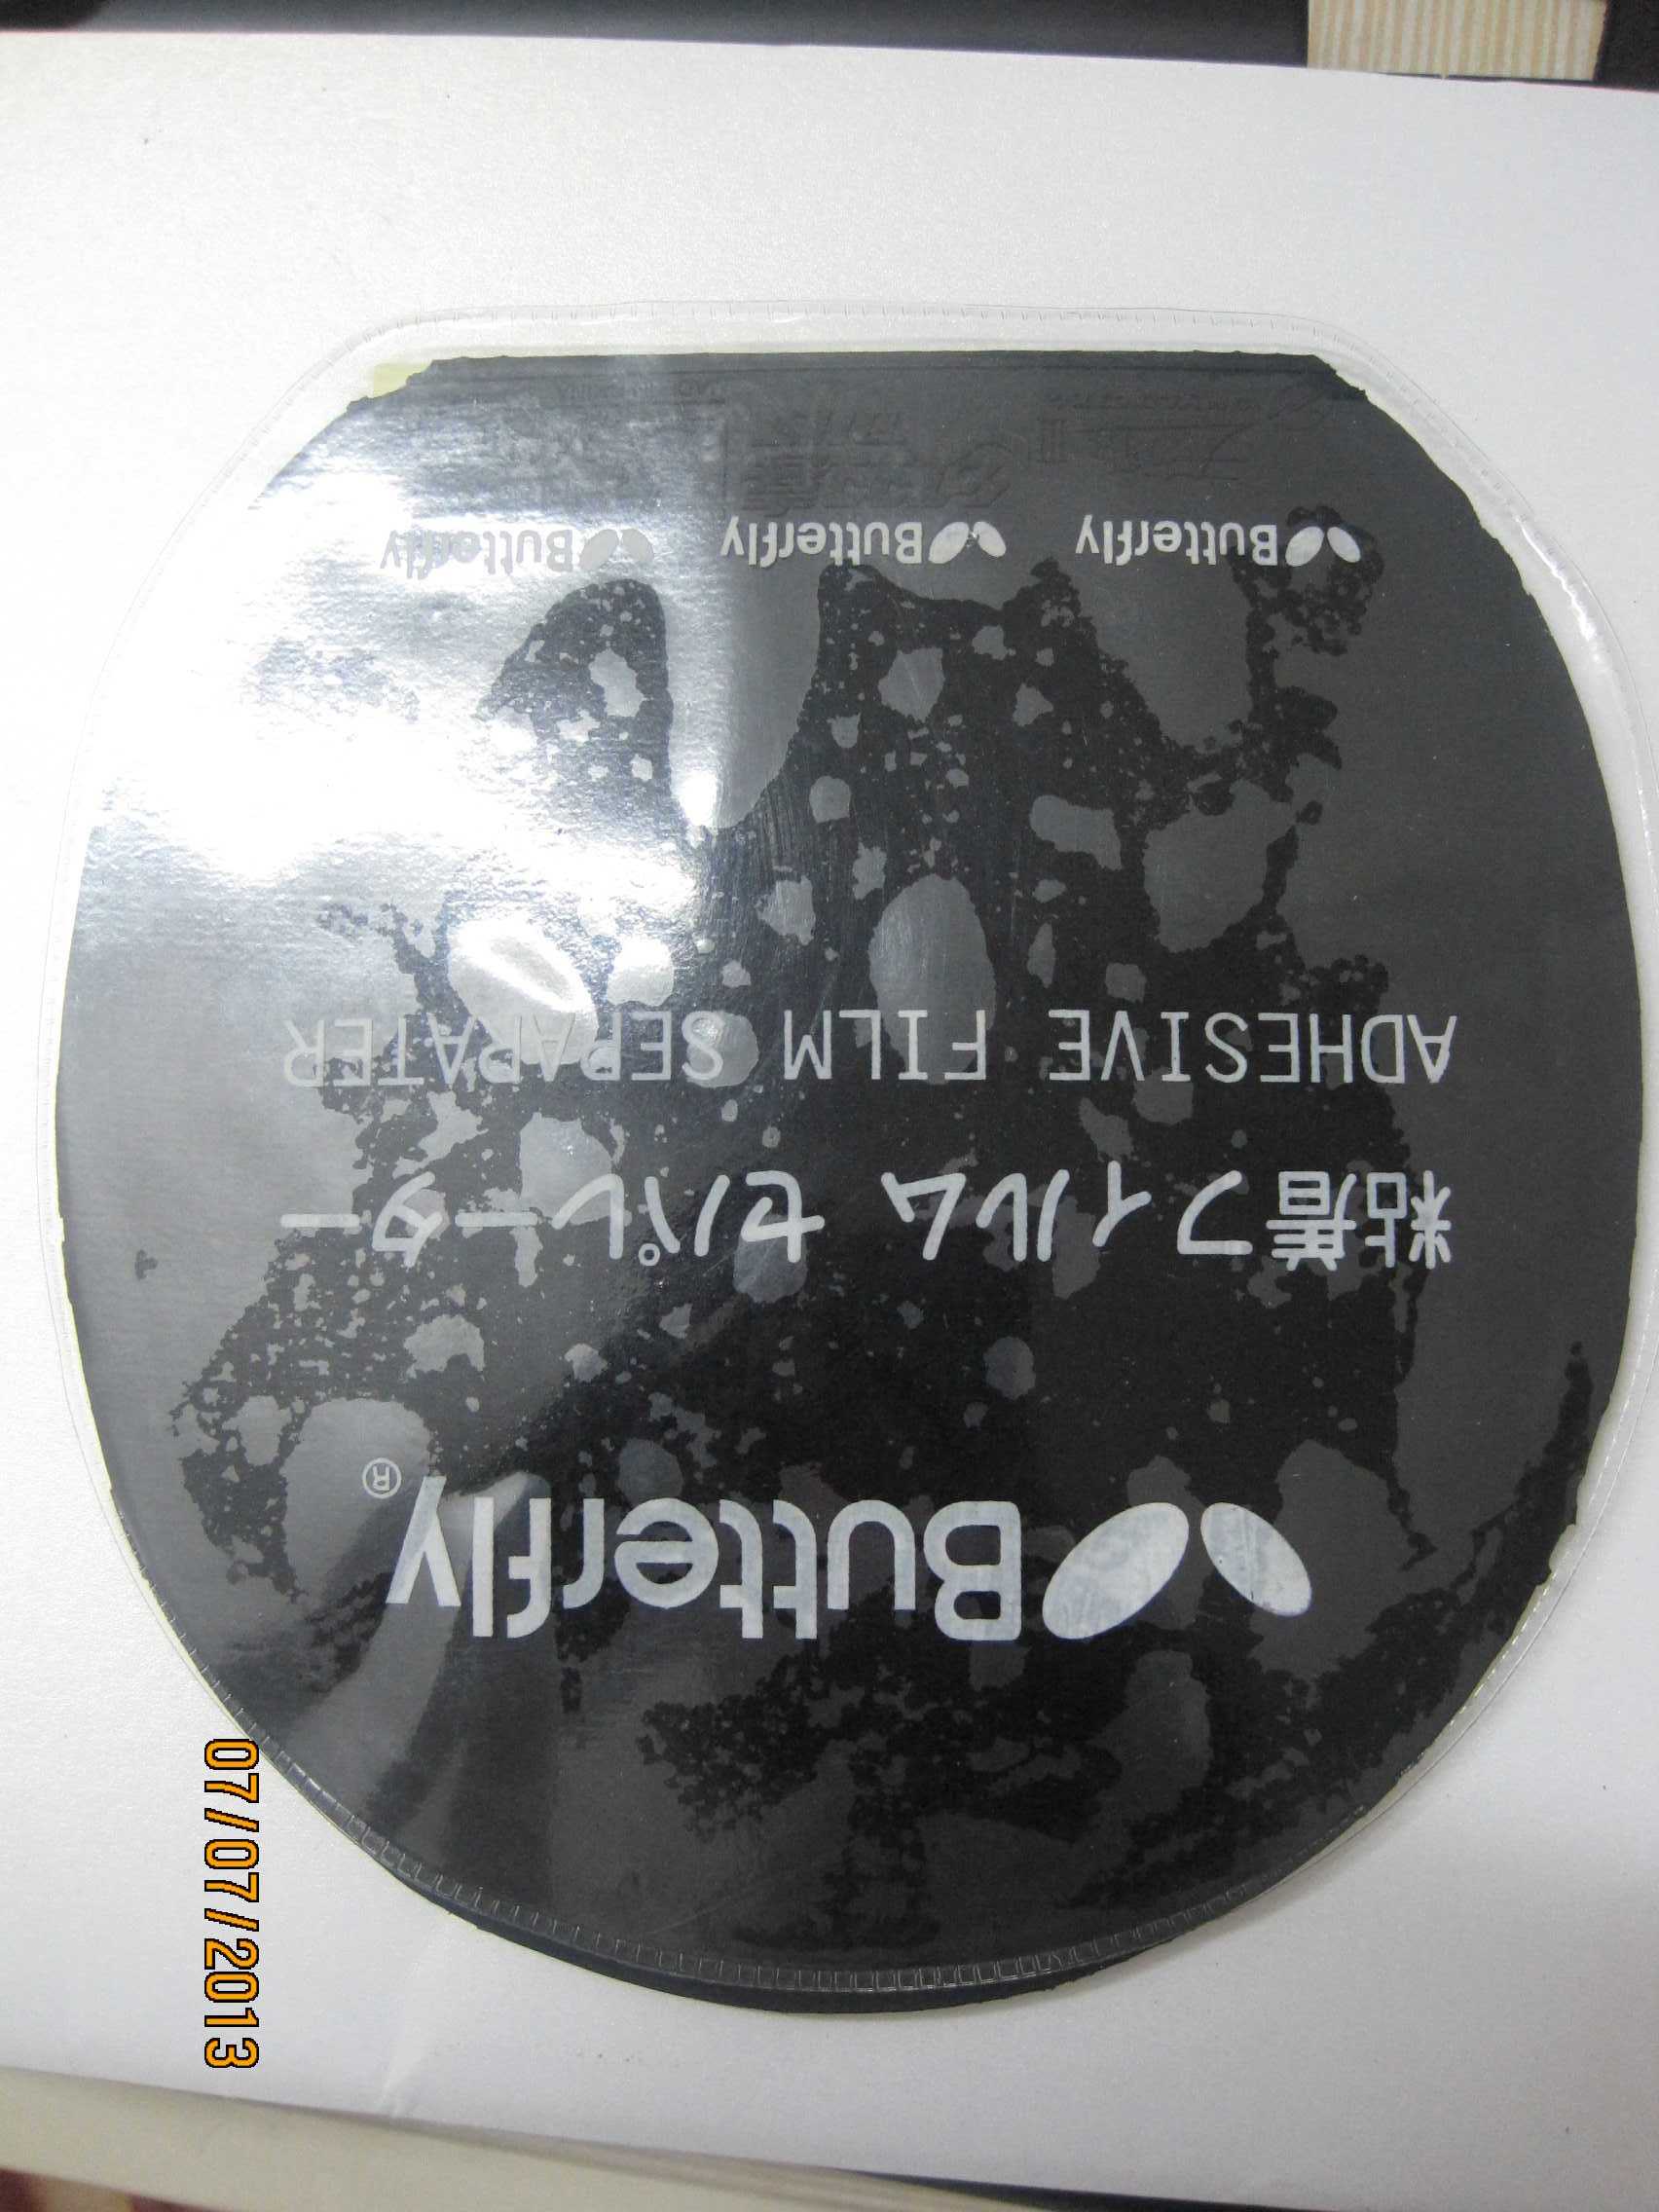 Butterfly®
粘着フィルム セパレーター
ADHESIVE FILM SEPARATER
Butterfly Butterfly Butterfly
07/07/2013